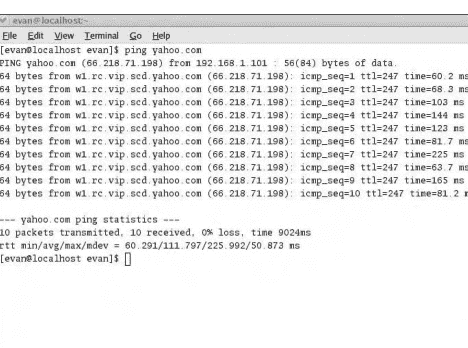 evan@localhost:~
File Edit View Terminal Go Help
[evan@localhost evan]$ ping yahoo.com
PING yahoo.com (66.218.71.198) from 192.168.1.101 : 56(84) bytes of data.
64 bytes from w1.rc.vip.scd.yahoo.com (66.218.71.198): icmp_seq=1 ttl=247 time=60.2 ms
64 bytes from w1.rc.vip.scd.yahoo.com (66.218.71.198): icmp_seq=2 ttl=247 time=68.3 ms
64 bytes from w1.rc.vip.scd.yahoo.com (66.218.71.198): icmp_seq=3 ttl=247 time=103 ms
64 bytes from w1.rc.vip.scd.yahoo.com (66.218.71.198): icmp_seq=4 ttl=247 time=144 ms
64 bytes from w1.rc.vip.scd.yahoo.com (66.218.71.198): icmp_seq=5 ttl=247 time=123 ms
64 bytes from w1.rc.vip.scd.yahoo.com (66.218.71.198): icmp_seq=6 ttl=247 time=81.7 ms
64 bytes from w1.rc.vip.scd.yahoo.com (66.218.71.198): icmp_seq=7 ttl=247 time=225 ms
64 bytes from w1.rc.vip.scd.yahoo.com (66.218.71.198): icmp_seq=8 ttl=247 time=63.7 ms
64 bytes from w1.rc.vip.scd.yahoo.com (66.218.71.198): icmp_seq=9 ttl=247 time=165 ms
64 bytes from w1.rc.vip.scd.yahoo.com (66.218.71.198): icmp_seq=10 ttl=247 time=81.2 m
--- yahoo.com ping statistics ---
10 packets transmitted, 10 received, 0% loss, time 9024ms
rtt min/avg/max/mdev = 60.291/111.797/225.992/50.873 ms
[evan@localhost evan]$